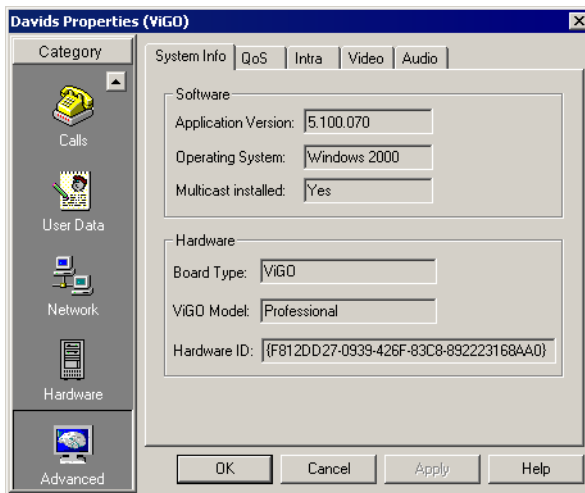 Davids Properties (ViGO)
Category
Calls
User Data
Network
Hardware
Advanced
System Info QoS Intra Video Audio
Software
Application Version: 5.100.070
Operating System: Windows 2000
Multicast installed: Yes
Hardware
Board Type: ViGO
ViGO Model: Professional
Hardware ID: {F812DD27-0939-426F-83C8-892223168AA0}
OK Cancel Apply Help